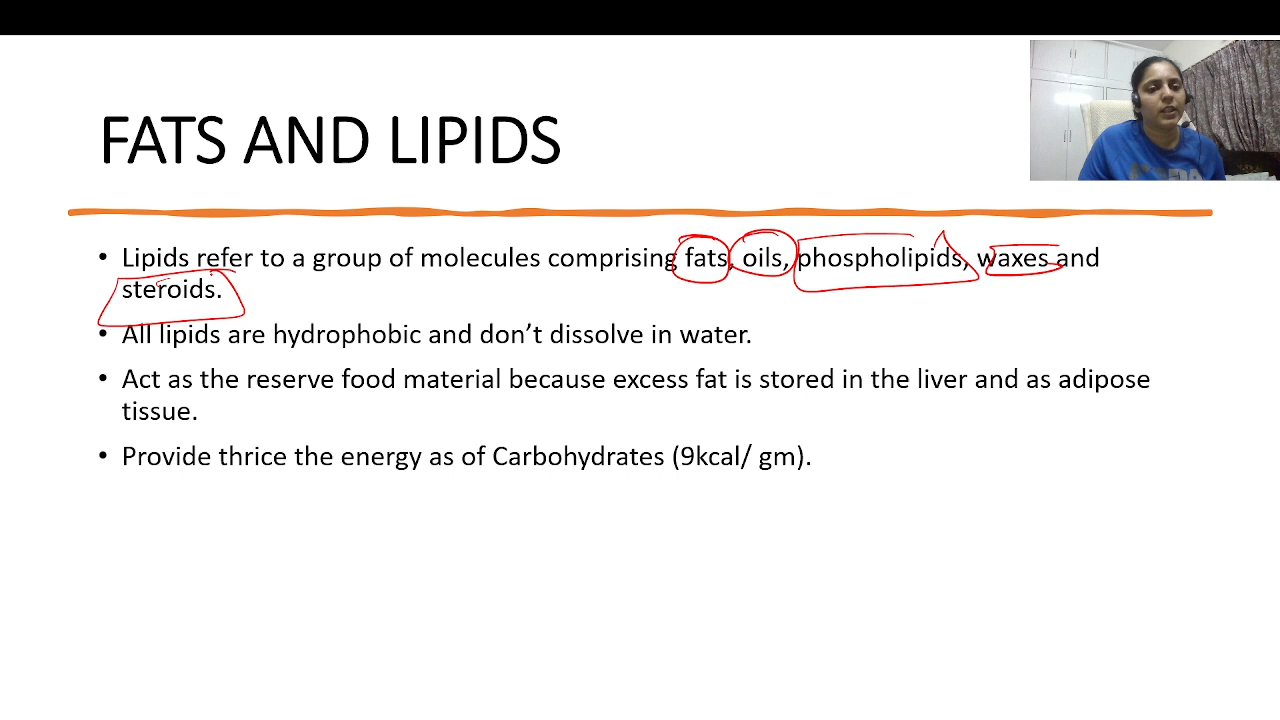 FATS AND LIPIDS
• Lipids refer to a group of molecules comprising fats, oils, phospholipids, waxes and
steroids.
• All lipids are hydrophobic and don’t dissolve in water.
• Act as the reserve food material because excess fat is stored in the liver and as adipose
tissue.
• Provide thrice the energy as of Carbohydrates (9kcal/ gm).